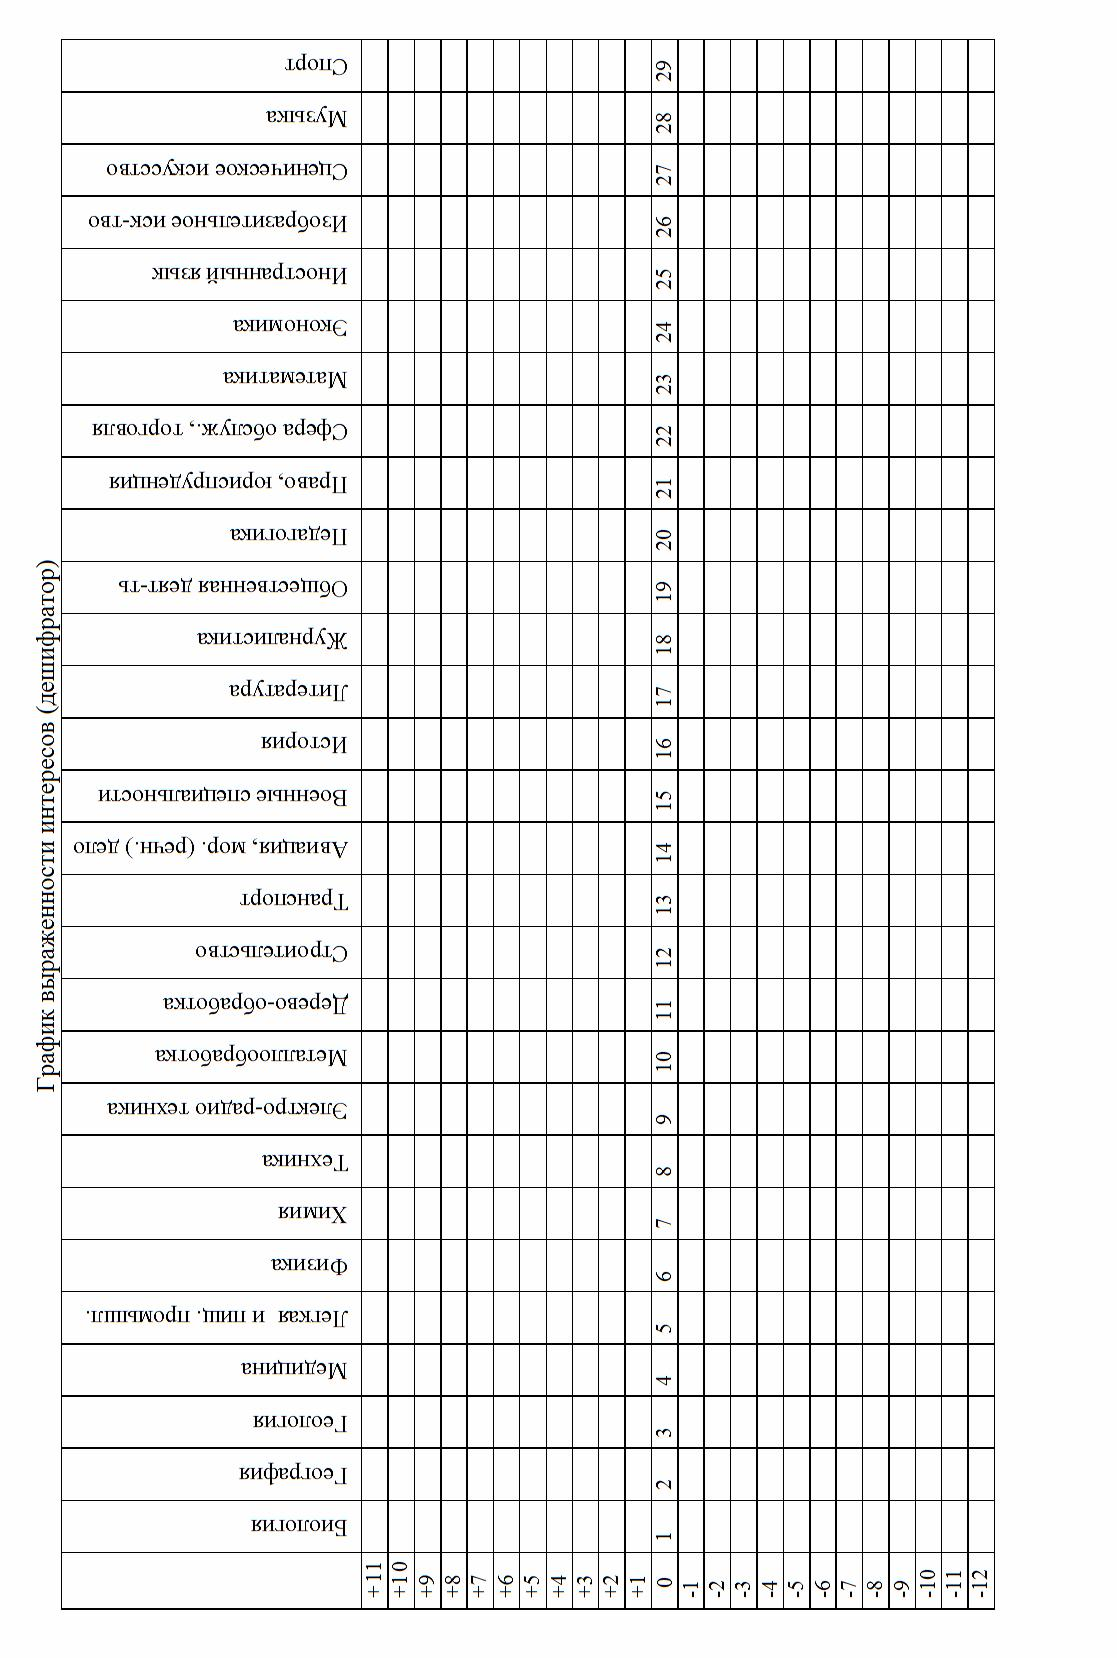 График выраженности интересов (дешифратор)
Биология
География
Геология
Медицина
Легкая и пищ. промышл.
Физика
Химия
Техника
Электро-радио техника
Металлообработка
Дерево-обработка
Строительство
Транспорт
Авиация, мор. (речн.) дело
Военные специальности
История
Литература
Журналистика
Общественная деят-ть
Педагогика
Право, юриспруденция
Сфера обслуж., торговля
Математика
Экономика
Иностранный язык
Изобразительное иск-тво
Сценическое искусство
Музыка
Спорт
+11
+10
+9
+8
+7
+6
+5
+4
+3
+2
+1
0 1 2 3 4 5 6 7 8 9 10 11 12 13 14 15 16 17 18 19 20 21 22 23 24 25 26 27 28 29
-1
-2
-3
-4
-5
-6
-7
-8
-9
-10
-11
-12